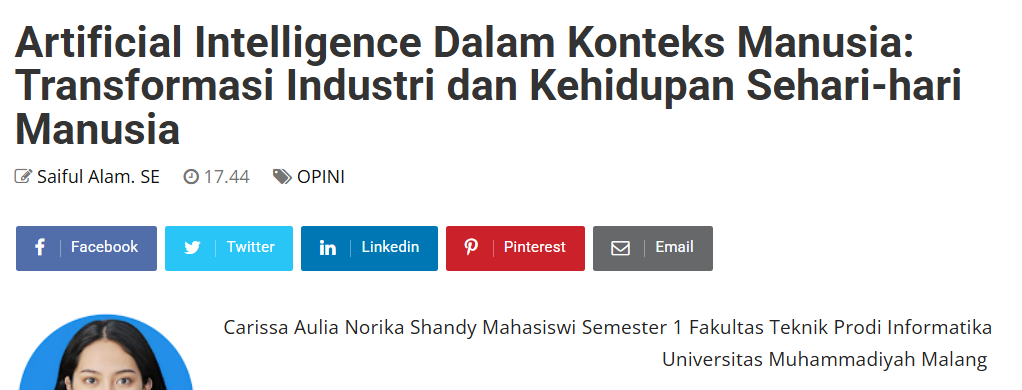 Artificial Intelligence Dalam Konteks Manusia:
Transformasi Industri dan Kehidupan Sehari-hari
Manusia
Saiful Alam. SE 17.44 OPINI
Facebook Twitter Linkedin Pinterest Email
Carissa Aulia Norika Shandy Mahasiswi Semester 1 Fakultas Teknik Prodi Informatika
Universitas Muhammadiyah Malang